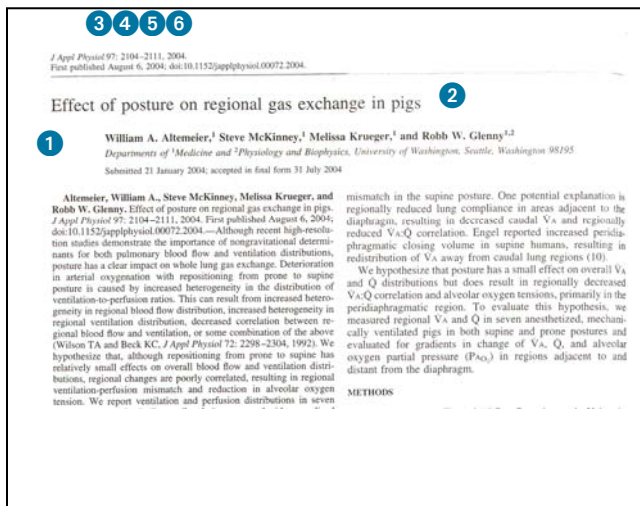 3 4 5 6
J Appl Physiol 97: 2104–2111, 2004.
First published August 6, 2004; doi:10.1152/japplphysiol.00072.2004.
Effect of posture on regional gas exchange in pigs
2
1
William A. Altemeier,1 Steve McKinney,1 Melissa Krueger,1 and Robb W. Glenny1,2
Departments of 1Medicine and 2Physiology and Biophysics, University of Washington, Seattle, Washington 98195
Submitted 21 January 2004; accepted in final form 31 July 2004
Altemeier, William A., Steve McKinney, Melissa Krueger, and
Robb W. Glenny. Effect of posture on regional gas exchange in pigs.
J Appl Physiol 97: 2104–2111, 2004. First published August 6, 2004;
doi:10.1152/japplphysiol.00072.2004.—Although recent high-resolu-
tion studies demonstrate the importance of nongravitational determi-
nants for both pulmonary blood flow and ventilation distributions,
posture has a clear impact on whole lung gas exchange. Deterioration
in arterial oxygenation with repositioning from prone to supine
posture is caused by increased heterogeneity in the distribution of
ventilation-to-perfusion ratios. This can result from increased hetero-
geneity in regional blood flow distribution, increased heterogeneity in
regional ventilation distribution, decreased correlation between re-
gional blood flow and ventilation, or some combination of the above
(Wilson TA and Beck KC, J Appl Physiol 72: 2298–2304, 1992). We
hypothesize that, although repositioning from prone to supine has
relatively small effects on overall blood flow and ventilation distri-
butions, regional changes are poorly correlated, resulting in regional
ventilation-perfusion mismatch and reduction in alveolar oxygen
tension. We report ventilation and perfusion distributions in seven
mismatch in the supine posture. One potential explanation is
regionally reduced lung compliance in areas adjacent to the
diaphragm, resulting in decreased caudal V̇A and regionally
reduced V̇A:Q̇ correlation. Engel reported increased peridia-
phragmatic closing volume in supine humans, resulting in
redistribution of V̇A away from caudal lung regions (10).
We hypothesize that posture has a small effect on overall V̇A
and Q̇ distributions but does result in regionally decreased
V̇A:Q̇ correlation and alveolar oxygen tensions, primarily in the
peridiaphragmatic region. To evaluate this hypothesis, we
measured regional V̇A and Q̇ in seven anesthetized, mechani-
cally ventilated pigs in both supine and prone postures and
evaluated for gradients in change of V̇A, Q̇, and alveolar
oxygen partial pressure (PAO2) in regions adjacent to and
distant from the diaphragm.
METHODS